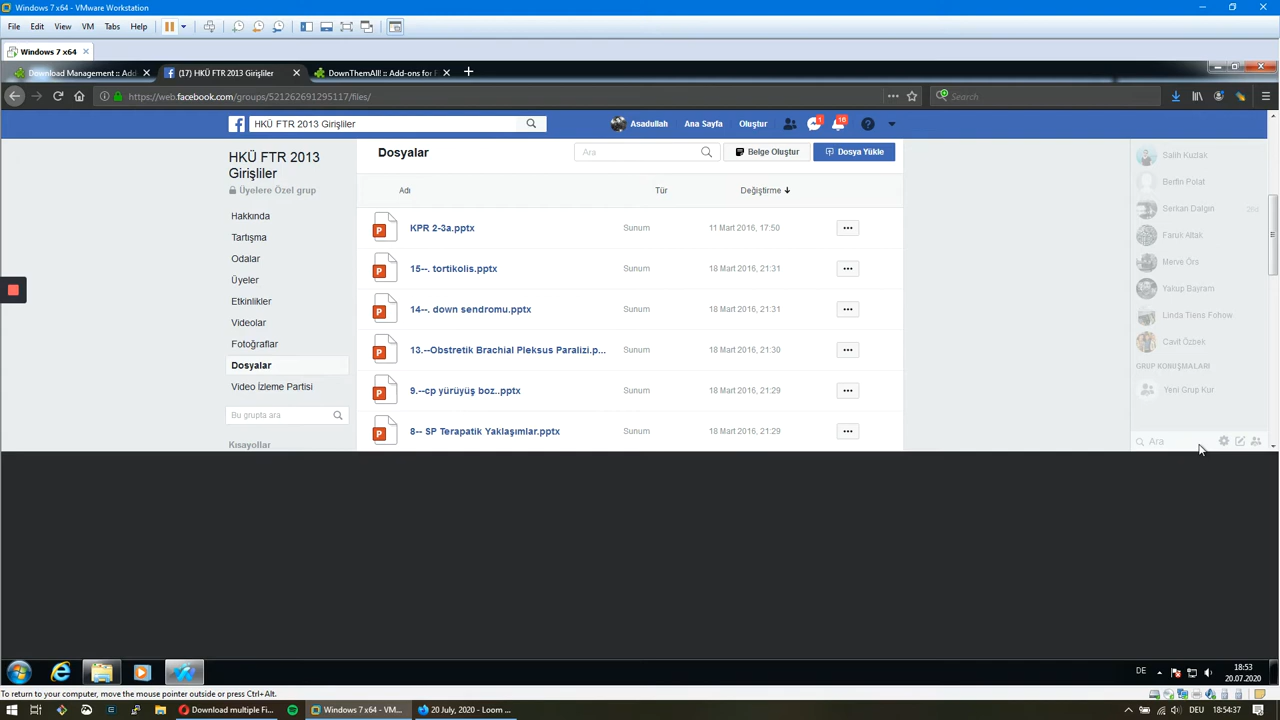 Windows 7 x64 - VMware Workstation
File Edit View VM Tabs Help
Windows 7 x64
Download Management :: Add
(17) HKÜ FTR 2013 Girişliler
DownThemAll! :: Add-ons for F
https://web.facebook.com/groups/521262691295117/files/
Search
HKÜ FTR 2013 Girişliler
Asadullah Ana Sayfa Oluştur 1 16
HKÜ FTR 2013
Girişliler
Üyelere Özel grup
Hakkında
Tartışma
Odalar
Üyeler
Etkinlikler
Videolar
Fotoğraflar
Dosyalar
Video İzleme Partisi
Bu grupta ara
Kısayollar
Dosyalar
Ara
Belge Oluştur
Dosya Yükle
Adı Tür Değiştirme
KPR 2-3a.pptx Sunum 11 Mart 2016, 17:50
15--. tortikolis.pptx Sunum 18 Mart 2016, 21:31
14--. down sendromu.pptx Sunum 18 Mart 2016, 21:31
13.--Obstretik Brachial Pleksus Paralizi.p... Sunum 18 Mart 2016, 21:30
9.--cp yürüyüş boz..pptx Sunum 18 Mart 2016, 21:29
8-- SP Terapatik Yaklaşımlar.pptx Sunum 18 Mart 2016, 21:29
Salih Kuzlak
Berfin Polat
Serkan Dalgın
Faruk Altak
Merve Örs
Yakup Bayram
Linda Tiens Fohow
Cavit Özbek
GRUP KONUŞMALARI
Yeni Grup Kur
Ara
DE
18:53
20.07.2020
To return to your computer, move the mouse pointer outside or press Ctrl+Alt.
Download multiple Fi...
Windows 7 x64 - VM...
20 July, 2020 - Loom ...
DEU
18:54:37